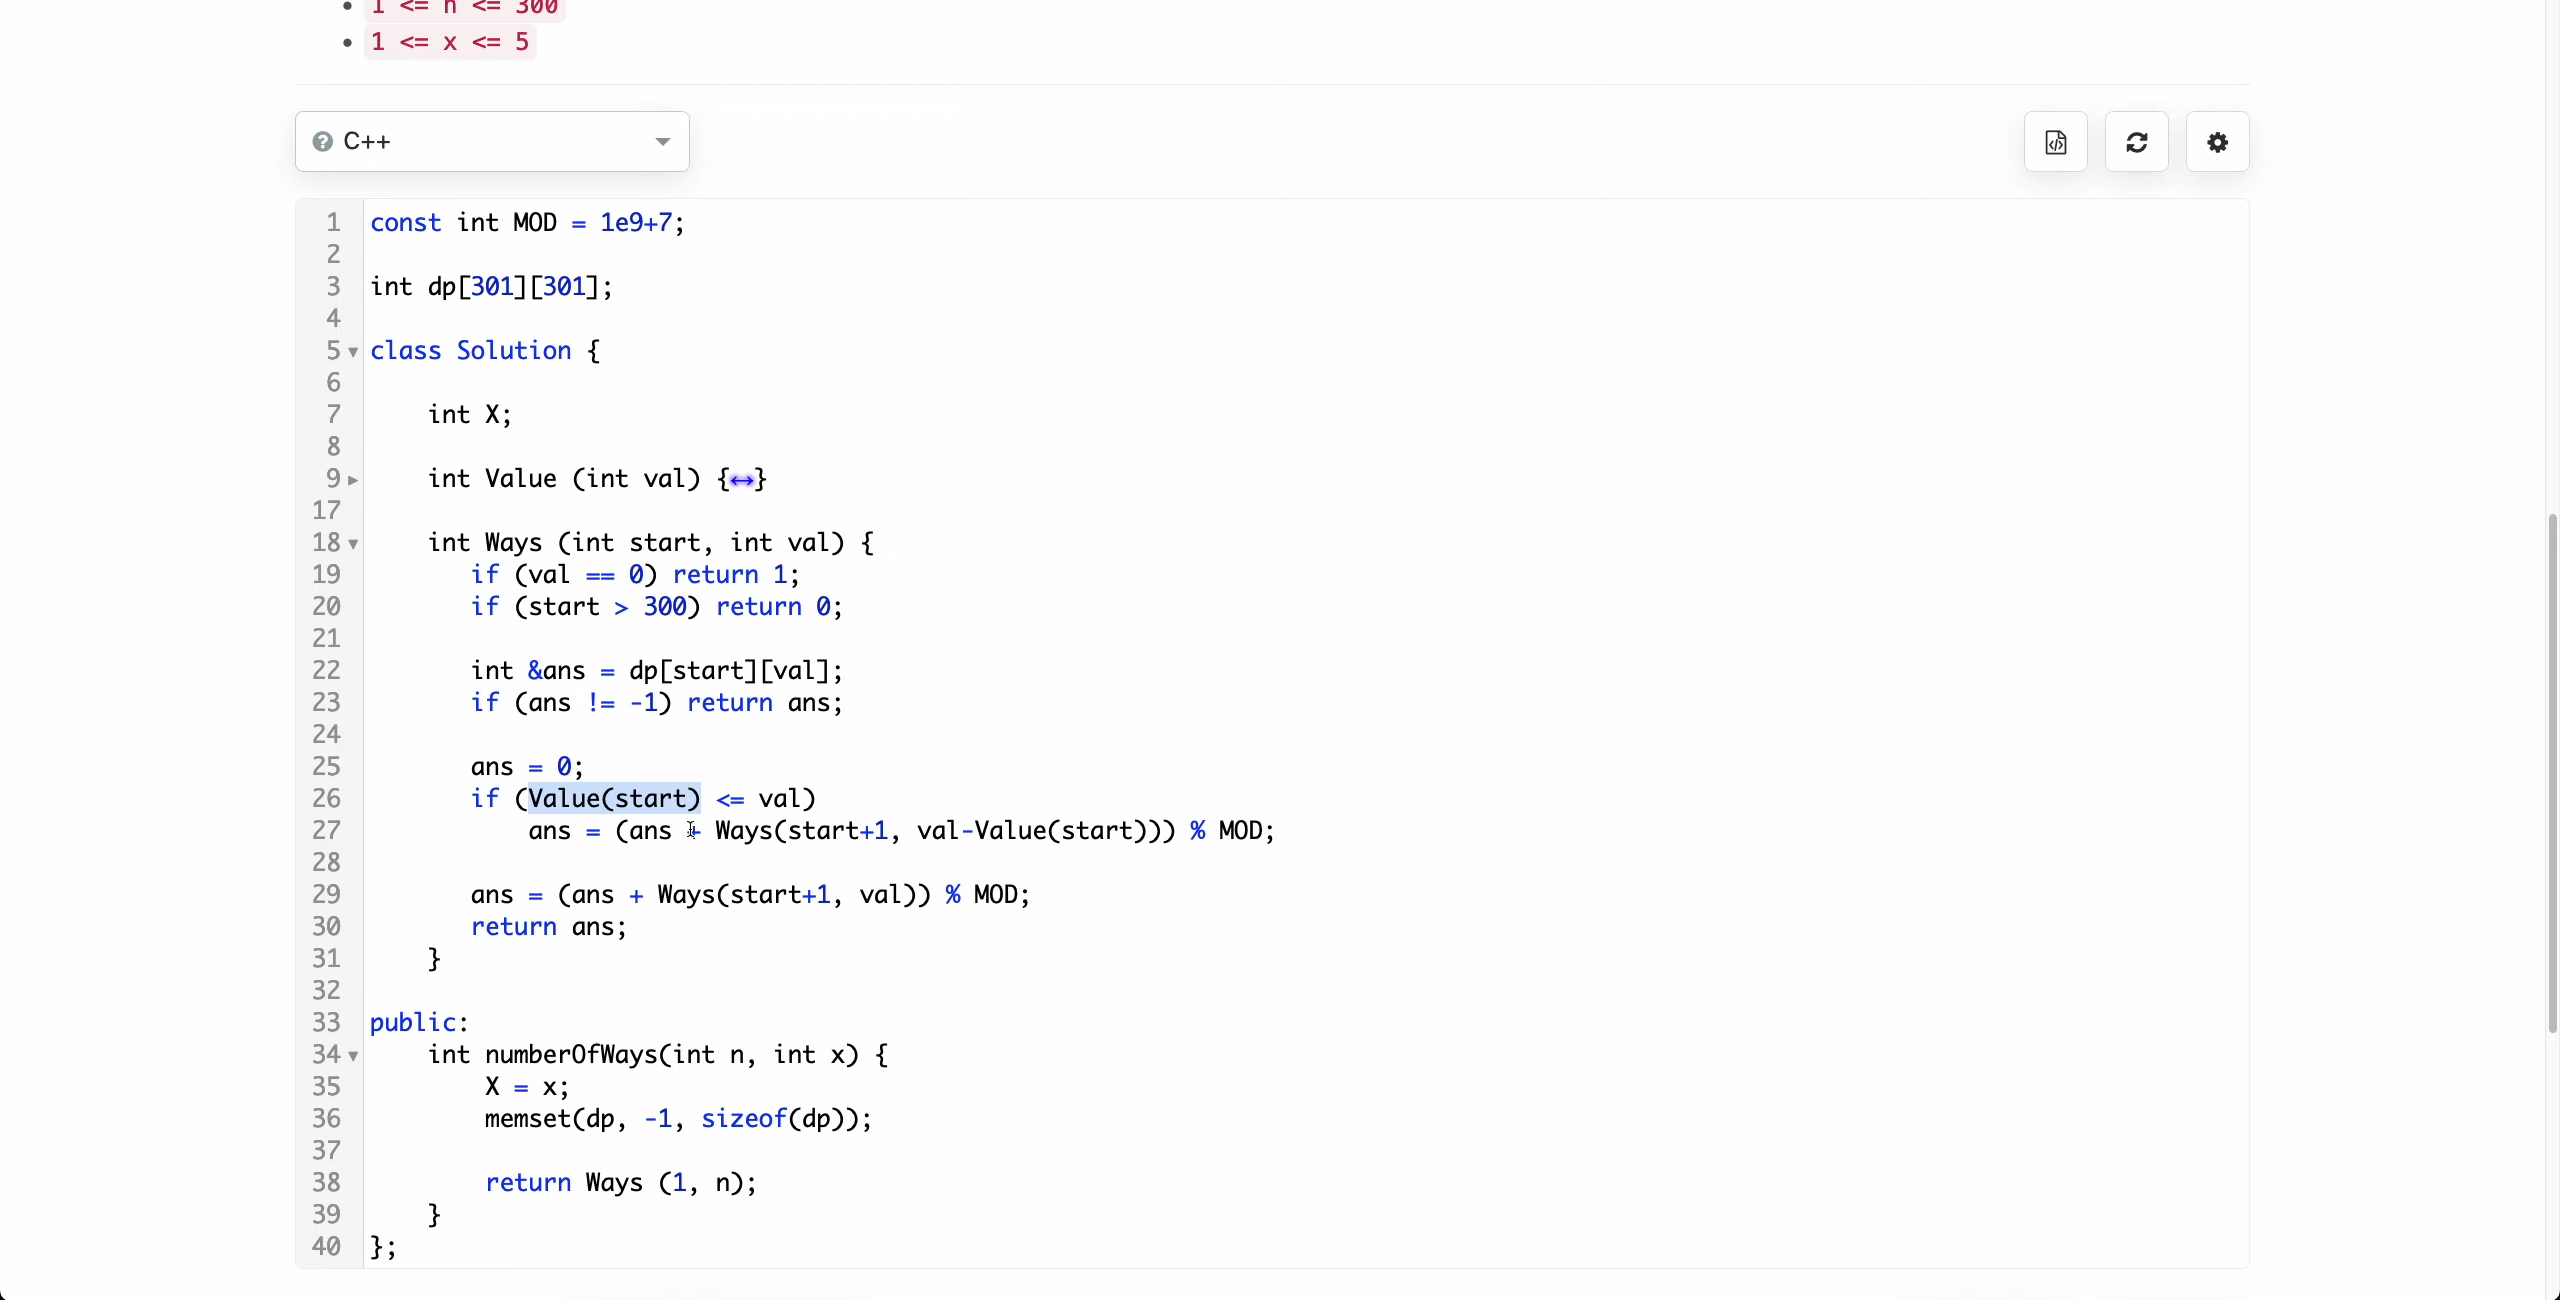 1 <= n <= 300
1 <= x <= 5
C++
1 const int MOD = 1e9+7;
2
3 int dp[301][301];
4
5 class Solution {
6
7     int X;
8
9     int Value (int val) {↔}
17
18     int Ways (int start, int val) {
19        if (val == 0) return 1;
20        if (start > 300) return 0;
21
22        int &ans = dp[start][val];
23        if (ans != -1) return ans;
24
25        ans = 0;
26        if (Value(start) <= val)
27            ans = (ans + Ways(start+1, val-Value(start))) % MOD;
28
29        ans = (ans + Ways(start+1, val)) % MOD;
30        return ans;
31     }
32
33 public:
34     int numberOfWays(int n, int x) {
35         X = x;
36         memset(dp, -1, sizeof(dp));
37
38         return Ways (1, n);
39     }
40 };